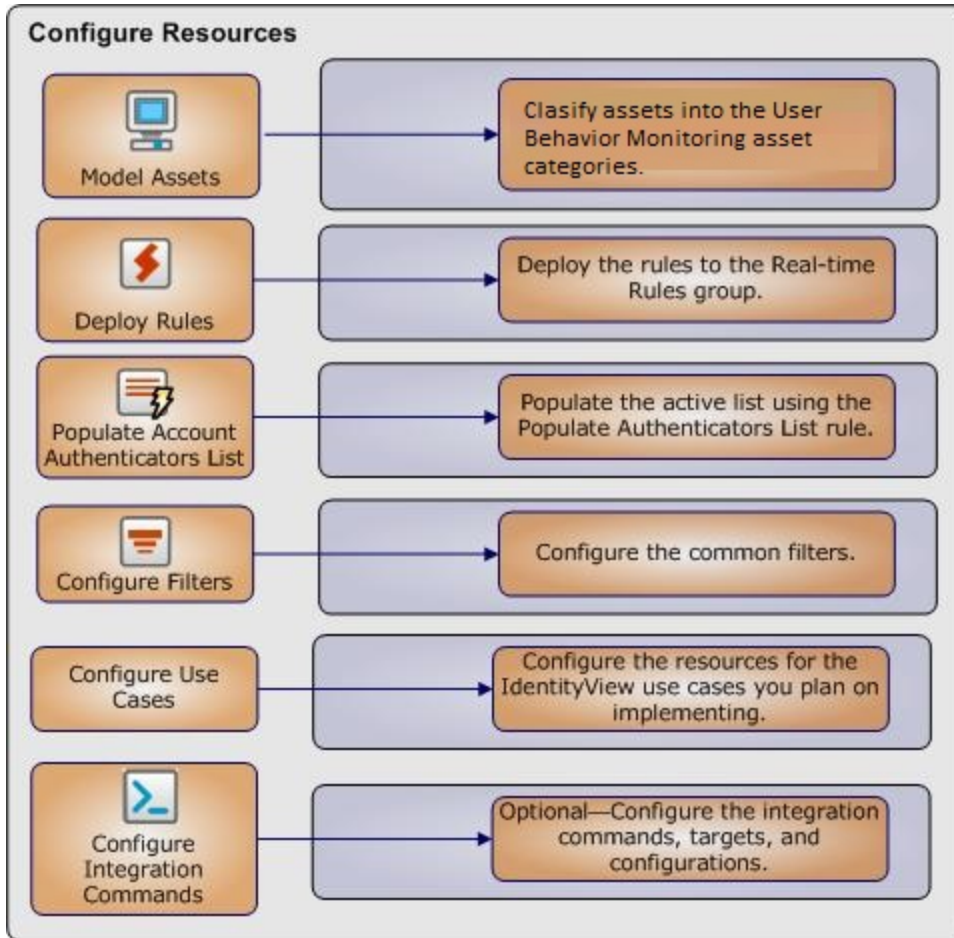 Configure Resources
Model Assets
Clasify assets into the User
Behavior Monitoring asset
categories.
Deploy Rules
Deploy the rules to the Real-time
Rules group.
Populate Account
Authenticators List
Populate the active list using the
Populate Authenticators List rule.
Configure Filters
Configure the common filters.
Configure Use
Cases
Configure the resources for the
IdentityView use cases you plan on
implementing.
Configure
Integration
Commands
Optional—Configure the integration
commands, targets, and
configurations.